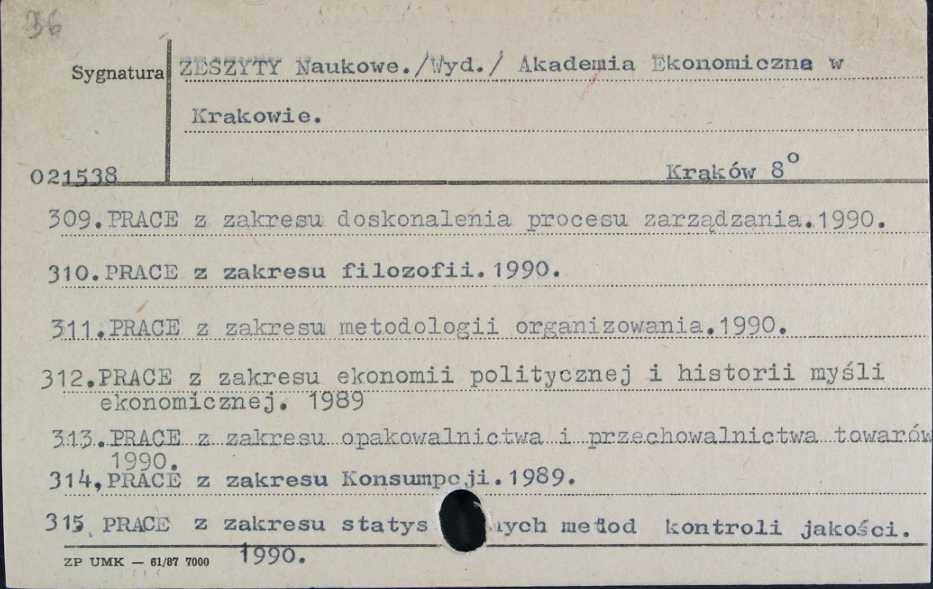 36
Sygnatura ZESZYTY Naukowe./Wyd./ Akademia Ekonomiczna w
Krakowie.
021538 Kraków 8º
309.PRACE z zakresu doskonalenia procesu zarządzania.1990.
310.PRACE z zakresu filozofii.1990.
311.PRACE z zakresu metodologii organizowania.1990.
312.PRACE z zakresu ekonomii politycznej i historii myśli
ekonomicznej. 1989
313.PRACE z zakresu opakowalnictwa i przechowalnictwa towarów
1990.
314,PRACE z zakresu Konsumpcji.1989.
315, PRACE z zakresu statys nych metod kontroli jakości.
1990.
ZP UMK — 61/87 7000